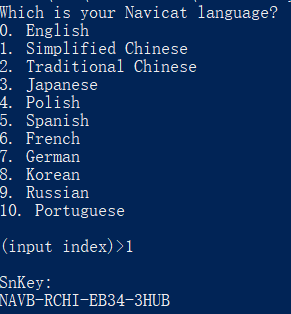 Which is your Navicat language?
0. English
1. Simplified Chinese
2. Traditional Chinese
3. Japanese
4. Polish
5. Spanish
6. French
7. German
8. Korean
9. Russian
10. Portuguese
(input index)>1
SnKey:
NAVB-RCHI-EB34-3HUB